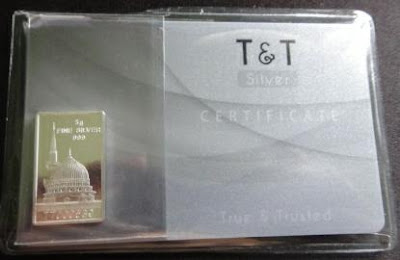 T&T
Silver
CERTIFICATE
True & Trusted
5g
FINE SILVER
999